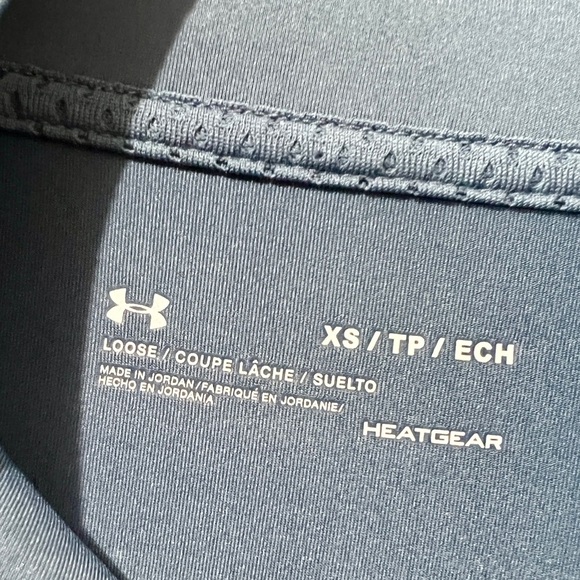 XS / TP / ECH
LOOSE / COUPE LÂCHE / SUELTO
MADE IN JORDAN / FABRIQUÉ EN JORDANIE /
HECHO EN JORDANIA
HEATGEAR